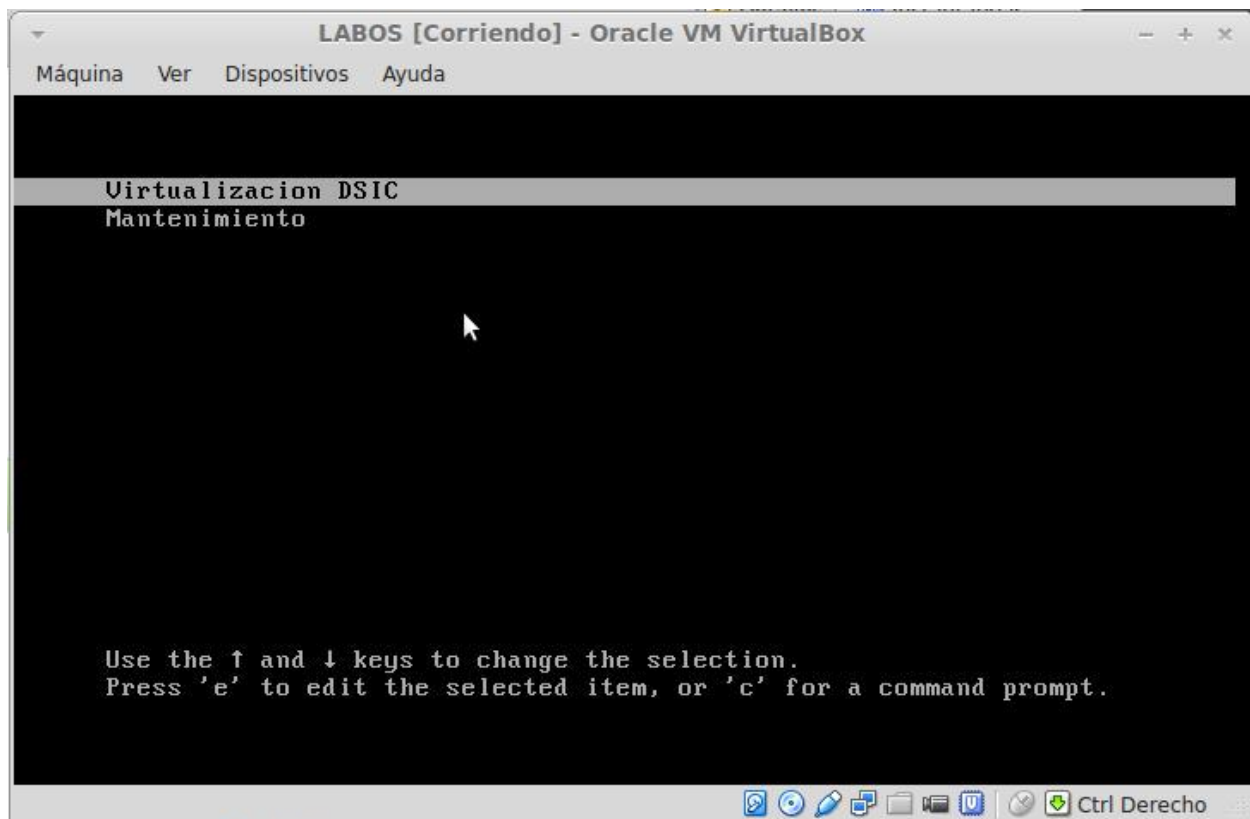 LABOS [Corriendo] - Oracle VM VirtualBox
Máquina Ver Dispositivos Ayuda
Virtualizacion DSIC
Mantenimiento
Use the ↑ and ↓ keys to change the selection.
Press 'e' to edit the selected item, or 'c' for a command prompt.
Ctrl Derecho